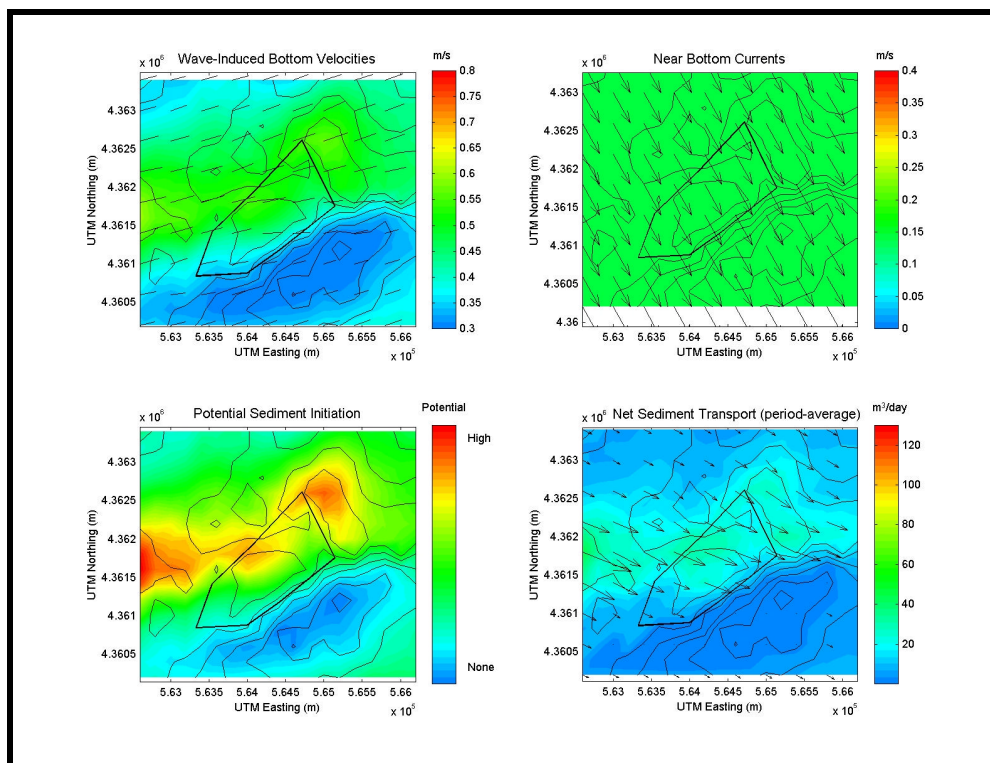 Wave-Induced Bottom Velocities
x 10^6
m/s
4.363
4.3625
4.362
4.3615
4.361
4.3605
UTM Northing (m)
5.63 5.635 5.64 5.645 5.65 5.655 5.66
UTM Easting (m)
x 10^5
0.8
0.75
0.7
0.65
0.6
0.55
0.5
0.45
0.4
0.35
0.3
Near Bottom Currents
x 10^6
m/s
4.363
4.3625
4.362
4.3615
4.361
4.3605
4.36
UTM Northing (m)
5.63 5.635 5.64 5.645 5.65 5.655 5.66
UTM Easting (m)
x 10^5
0.4
0.35
0.3
0.25
0.2
0.15
0.1
0.05
0
Potential Sediment Initiation
x 10^6
Potential
High
None
4.363
4.3625
4.362
4.3615
4.361
4.3605
UTM Northing (m)
5.63 5.635 5.64 5.645 5.65 5.655 5.66
UTM Easting (m)
x 10^5
Net Sediment Transport (period-average)
x 10^6
m³/day
4.363
4.3625
4.362
4.3615
4.361
4.3605
UTM Northing (m)
5.63 5.635 5.64 5.645 5.65 5.655 5.66
UTM Easting (m)
x 10^5
120
100
80
60
40
20